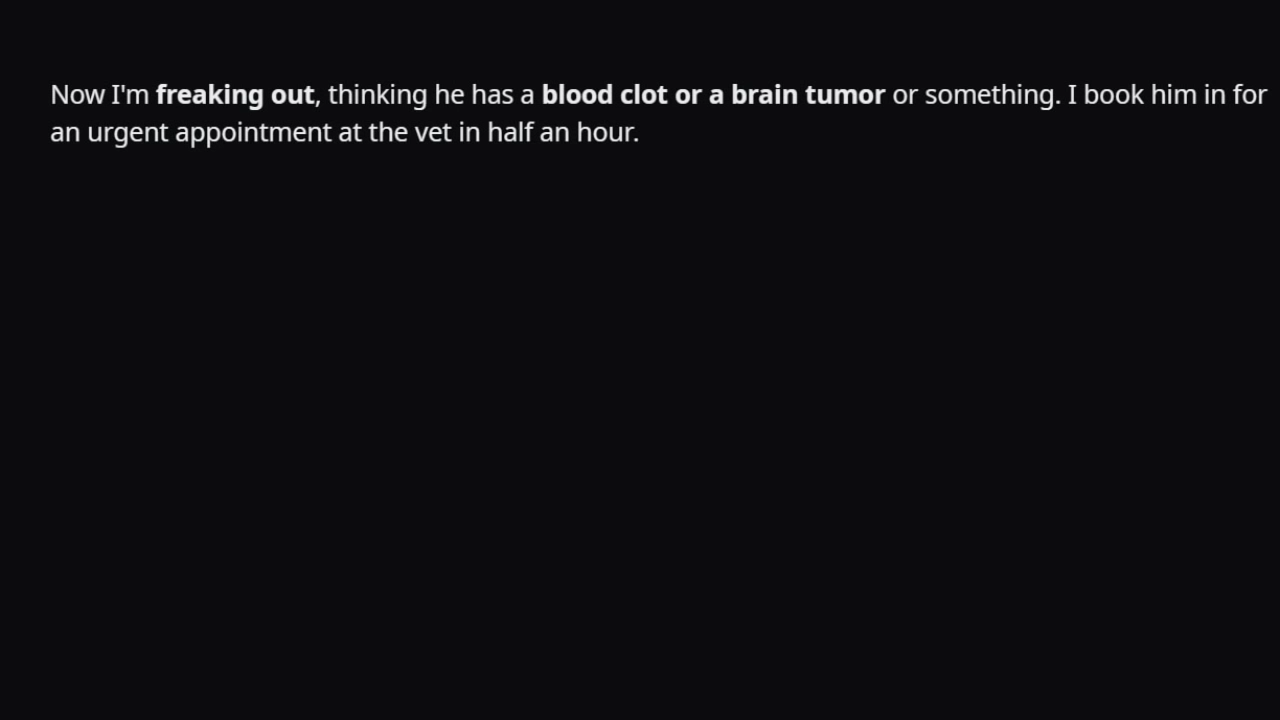 Now I'm freaking out, thinking he has a blood clot or a brain tumor or something. I book him in for
an urgent appointment at the vet in half an hour.